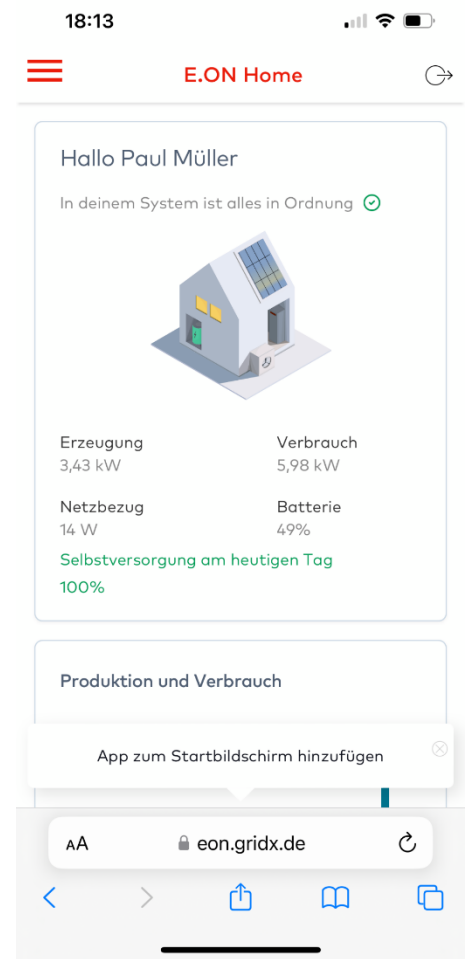 18:13
E.ON Home
Hallo Paul Müller
In deinem System ist alles in Ordnung
Erzeugung
3,43 kW
Verbrauch
5,98 kW
Netzbezug
14 W
Batterie
49%
Selbstversorgung am heutigen Tag
100%
Produktion und Verbrauch
App zum Startbildschirm hinzufügen
AA
eon.gridx.de